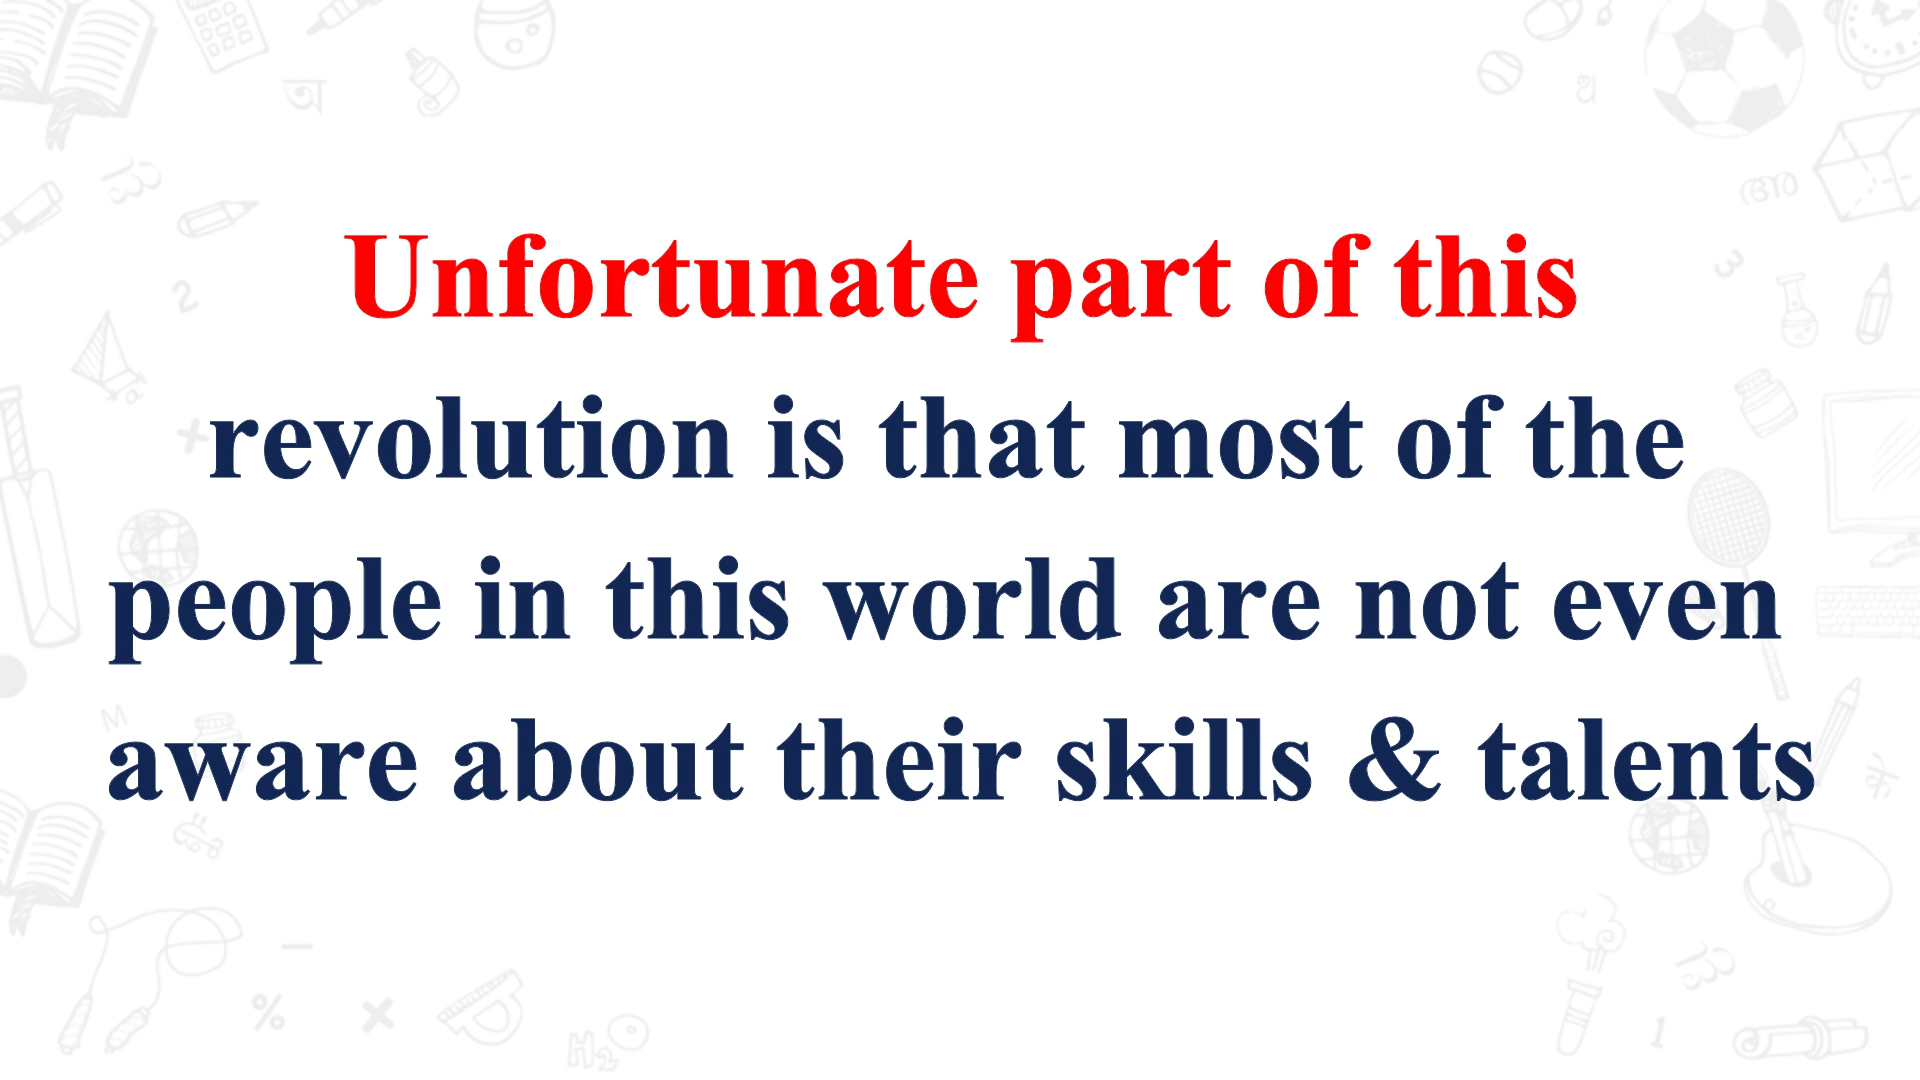 Unfortunate part of this
revolution is that most of the
people in this world are not even
aware about their skills & talents